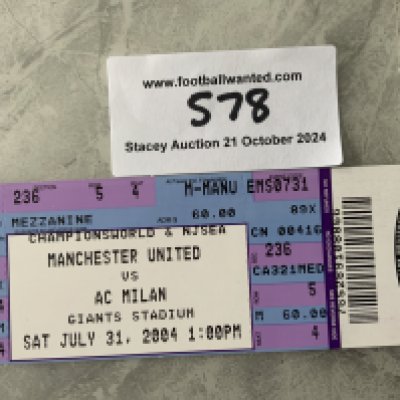 www.footballwanted.com
578
Stacey Auction 21 October 2024
236 5 4 M-MANU EMS0731
MEZZANINE 60.00 89X
CHAMPIONSWORLD & NJSEA CN 00416
MANCHESTER UNITED 236
VS CA321MED
AC MILAN 5
GIANTS STADIUM M 60.00
SAT JULY 31, 2004 1:00PM 4